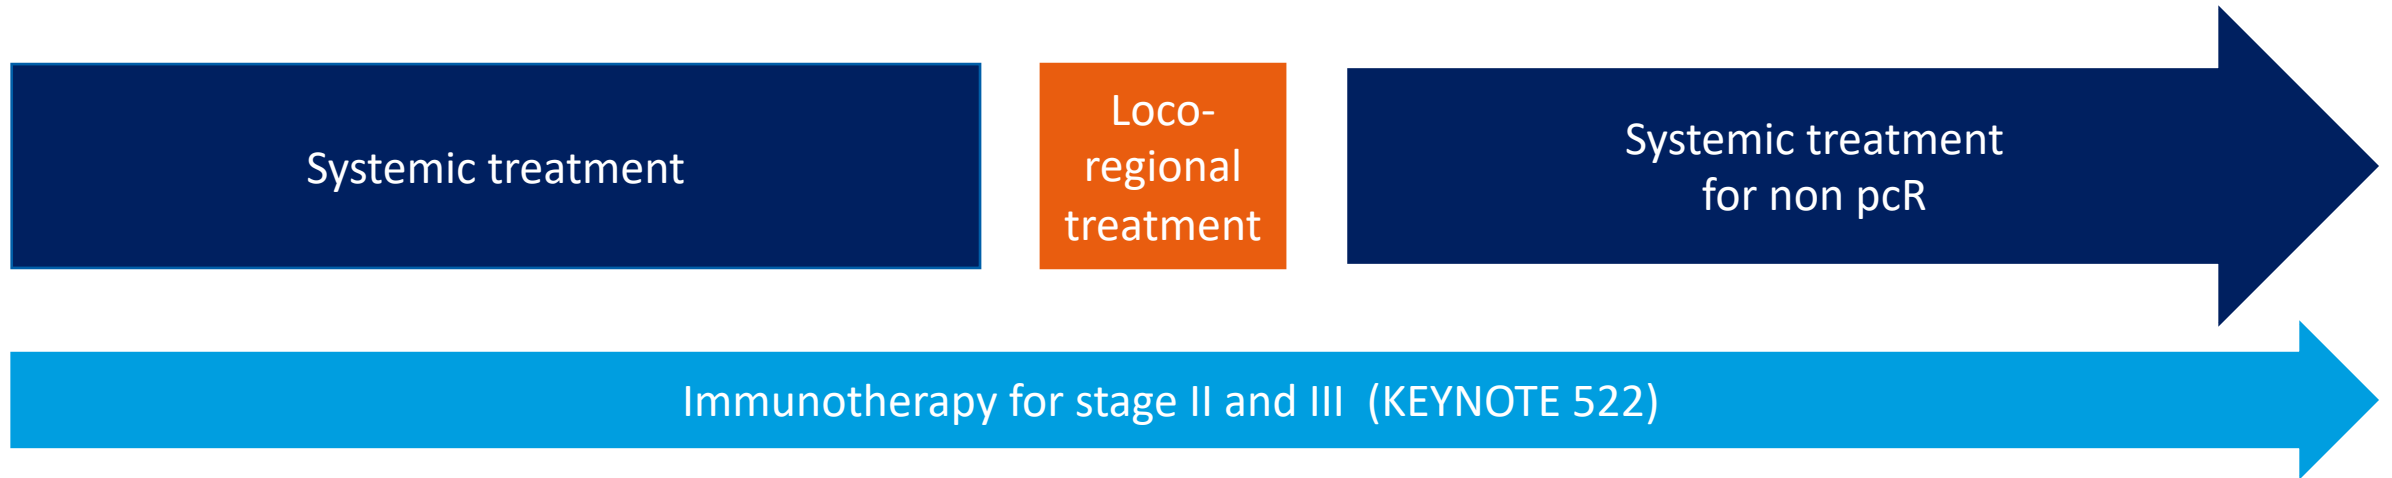 Systemic treatment
Loco-
regional
treatment
Systemic treatment
for non pcR
Immunotherapy for stage II and III  (KEYNOTE 522)